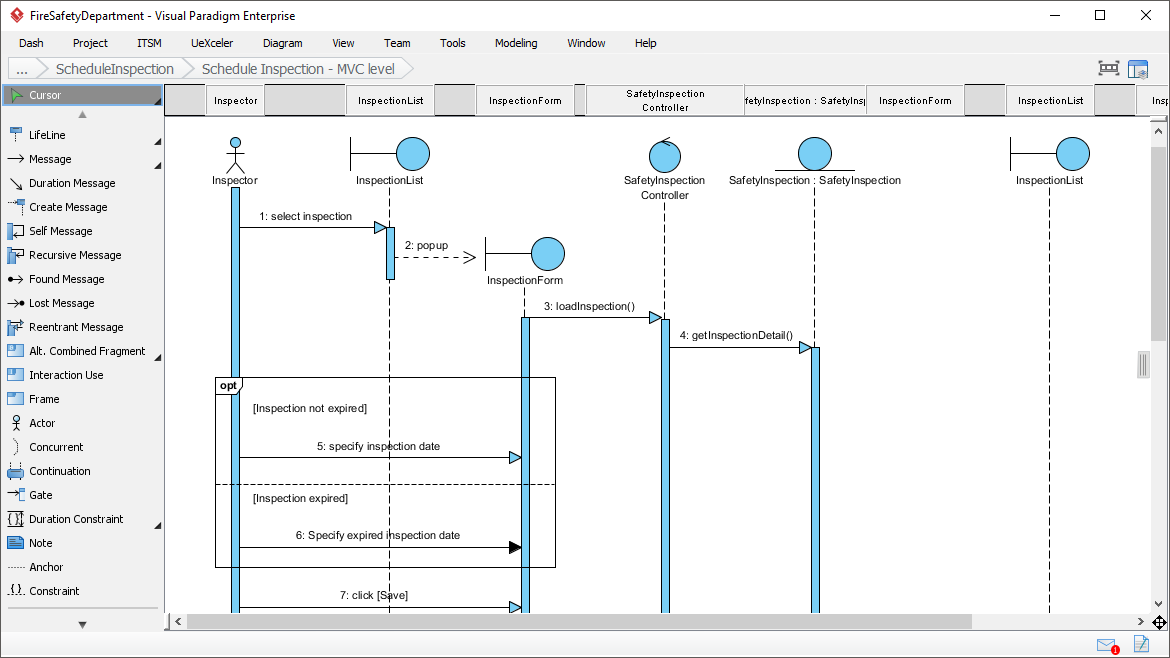 FireSafetyDepartment - Visual Paradigm Enterprise
Dash Project ITSM UeXceler Diagram View Team Tools Modeling Window Help
... ScheduleInspection Schedule Inspection - MVC level
Cursor
LifeLine
Message
Duration Message
Create Message
Self Message
Recursive Message
Found Message
Lost Message
Reentrant Message
Alt. Combined Fragment
Interaction Use
Frame
Actor
Concurrent
Continuation
Gate
Duration Constraint
Note
Anchor
Constraint
Inspector
InspectionList
InspectionForm
SafetyInspection
Controller
fetyInspection : SafetyInsp
InspectionForm
InspectionList
Insp
Inspector
InspectionList
SafetyInspection
Controller
SafetyInspection : SafetyInspection
InspectionList
1: select inspection
2: popup
InspectionForm
3: loadInspection()
4: getInspectionDetail()
opt
[Inspection not expired]
5: specify inspection date
[Inspection expired]
6: Specify expired inspection date
7: click [Save]
1